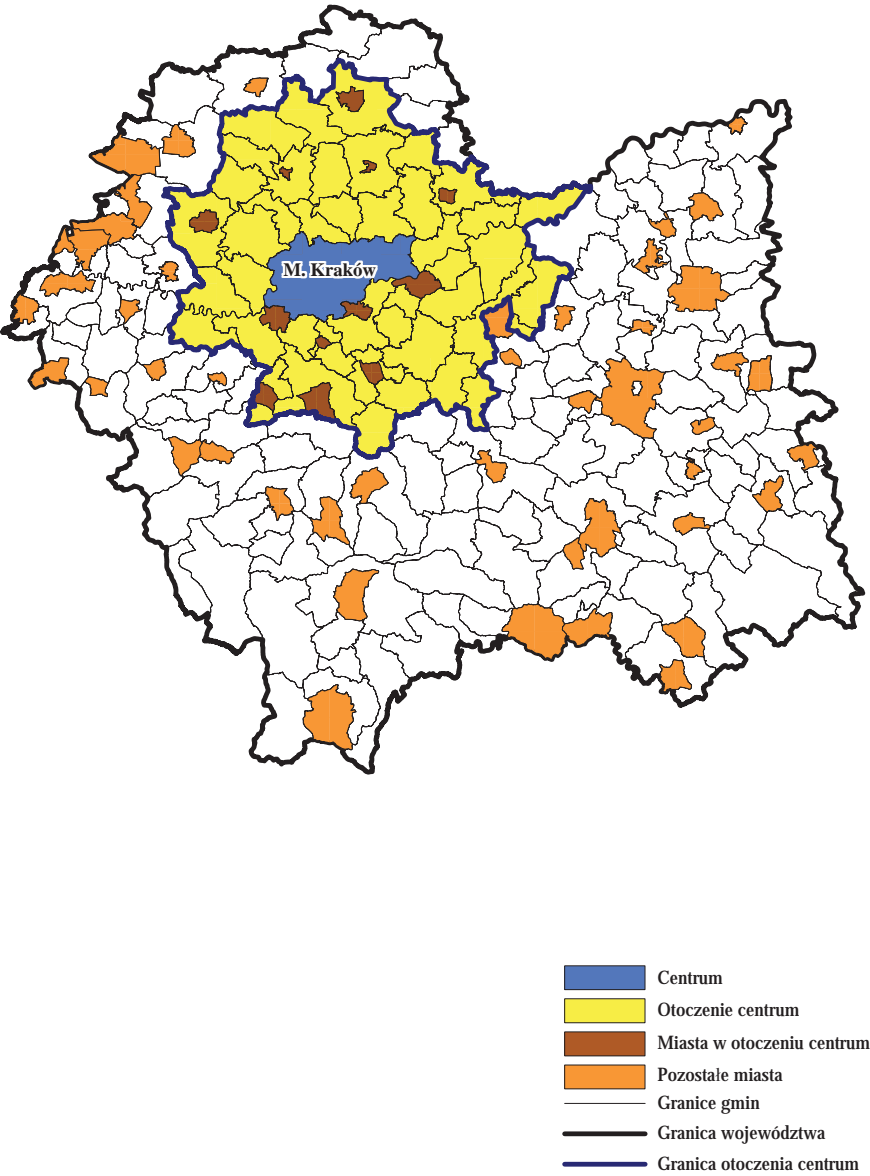 M. Kraków
Centrum
Otoczenie centrum
Miasta w otoczeniu centrum
Pozostałe miasta
Granice gmin
Granica województwa
Granica otoczenia centrum